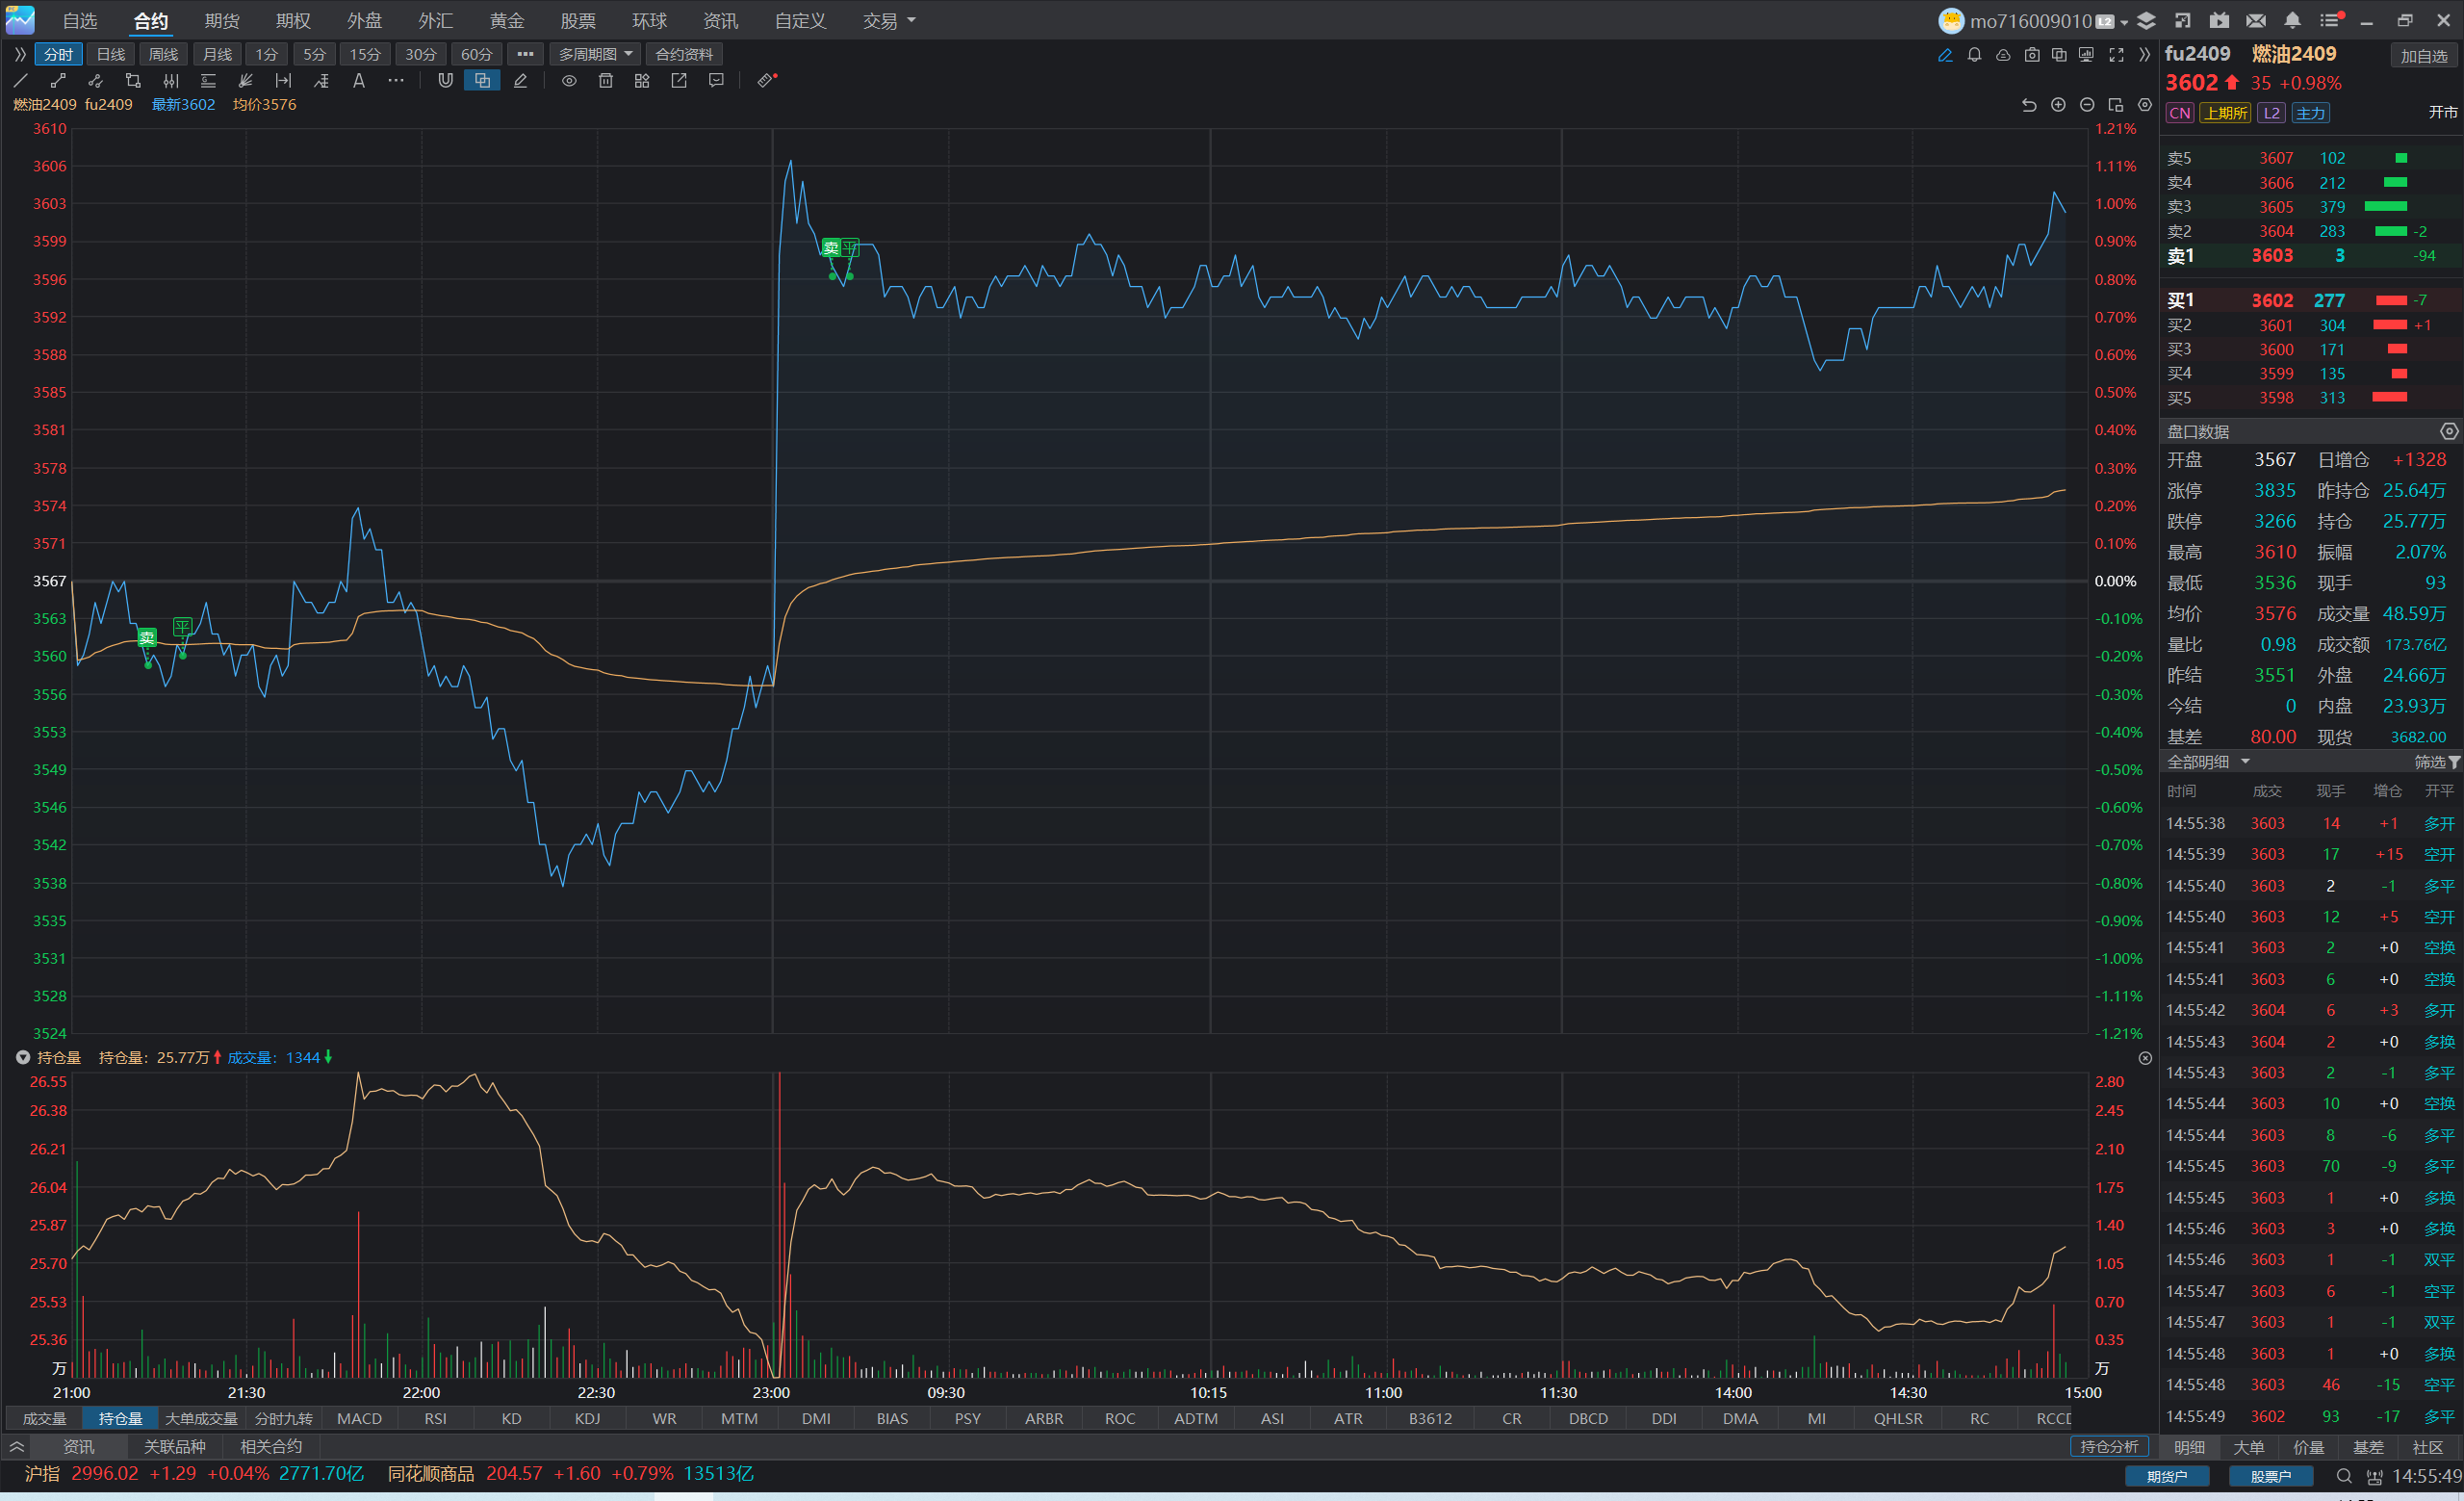 自选 合约 期货 期权 外盘 外汇 黄金 股票 环球 资讯 自定义 交易 mo716009010 L2
分时 日线 周线 月线 1分 5分 15分 30分 60分 ••• 多周期图 合约资料
燃油2409 fu2409 最新3602 均价3576
3610 1.21%
3606 1.11%
3603 1.00%
3599 0.90%
3596 0.80%
3592 0.70%
3588 0.60%
3585 0.50%
3581 0.40%
3578 0.30%
3574 0.20%
3571 0.10%
3567 0.00%
3563 -0.10%
3560 -0.20%
3556 -0.30%
3553 -0.40%
3549 -0.50%
3546 -0.60%
3542 -0.70%
3538 -0.80%
3535 -0.90%
3531 -1.00%
3528 -1.11%
3524 -1.21%
卖 平
卖 平
持仓量 持仓量: 25.77万 成交量: 1344
26.55 2.80
26.38 2.45
26.21 2.10
26.04 1.75
25.87 1.40
25.70 1.05
25.53 0.70
25.36 0.35
万 万
21:00 21:30 22:00 22:30 23:00 09:30 10:15 11:00 11:30 14:00 14:30 15:00
成交量 持仓量 大单成交量 分时九转 MACD RSI KD KDJ WR MTM DMI BIAS PSY ARBR ROC ADTM ASI ATR B3612 CR DBCD DDI DMA MI QHLSR RC RCCD
资讯 关联品种 相关合约 持仓分析
沪指 2996.02 +1.29 +0.04% 2771.70亿 同花顺商品 204.57 +1.60 +0.79% 13513亿
fu2409 燃油2409 加自选
3602 35 +0.98%
CN 上期所 L2 主力 开市
卖5 3607 102
卖4 3606 212
卖3 3605 379
卖2 3604 283 -2
卖1 3603 3 -94
买1 3602 277 -7
买2 3601 304 +1
买3 3600 171
买4 3599 135
买5 3598 313
盘口数据
开盘 3567 日增仓 +1328
涨停 3835 昨持仓 25.64万
跌停 3266 持仓 25.77万
最高 3610 振幅 2.07%
最低 3536 现手 93
均价 3576 成交量 48.59万
量比 0.98 成交额 173.76亿
昨结 3551 外盘 24.66万
今结 0 内盘 23.93万
基差 80.00 现货 3682.00
全部明细 筛选
时间 成交 现手 增仓 开平
14:55:38 3603 14 +1 多开
14:55:39 3603 17 +15 空开
14:55:40 3603 2 -1 多平
14:55:40 3603 12 +5 空开
14:55:41 3603 2 +0 空换
14:55:41 3603 6 +0 空换
14:55:42 3604 6 +3 多开
14:55:43 3604 2 +0 多换
14:55:43 3603 2 -1 多平
14:55:44 3603 10 +0 空换
14:55:44 3603 8 -6 多平
14:55:45 3603 70 -9 多平
14:55:45 3603 1 +0 多换
14:55:46 3603 3 +0 多换
14:55:46 3603 1 -1 双平
14:55:47 3603 6 -1 空平
14:55:47 3603 1 -1 双平
14:55:48 3603 1 +0 多换
14:55:48 3603 46 -15 空平
14:55:49 3602 93 -17 多平
明细 大单 价量 基差 社区
期货户 股票户 14:55:49